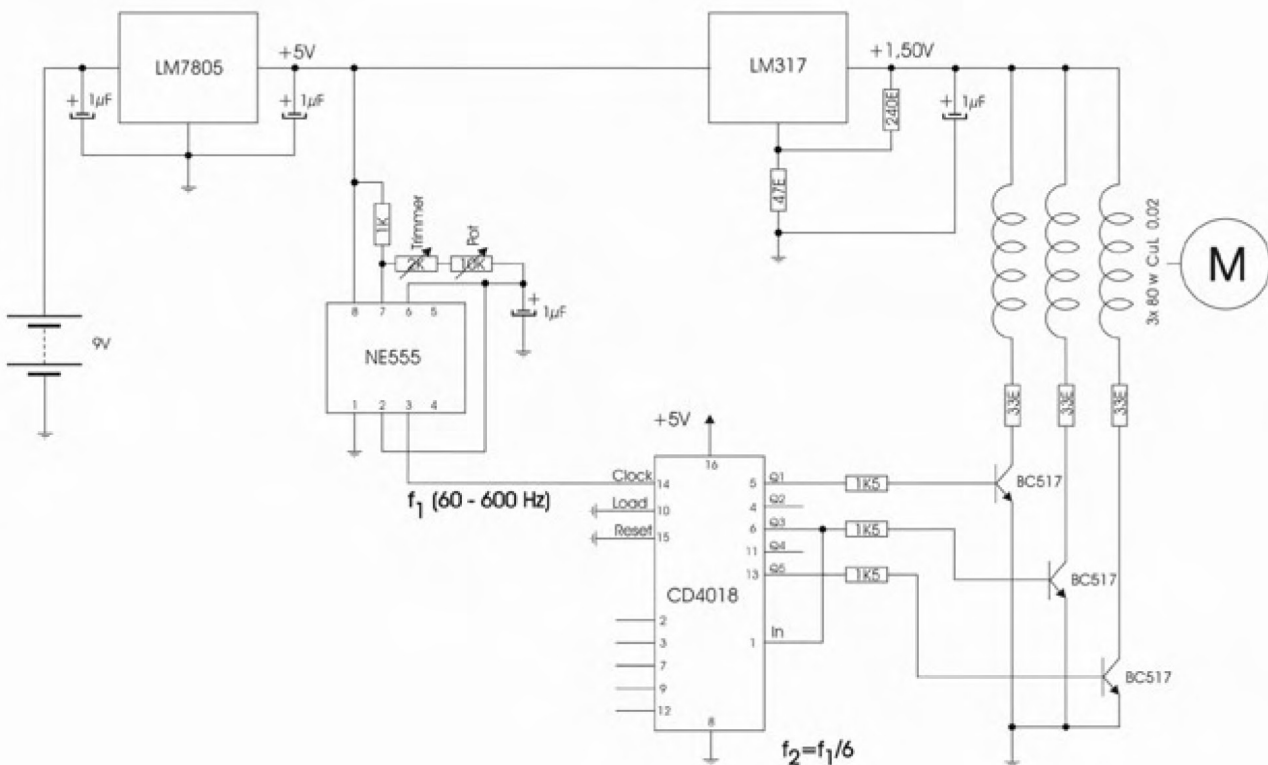 LM7805
+5V
+
1µF
+
1µF
LM317
+1,50V
240E
+
1µF
47E
1K
Trimmer
2K
Pot
10K
+
1µF
8
7
6
5
NE555
1
2
3
4
9V
3x 80 w CuL 0,02
M
33E
33E
33E
+5V
16
Clock
14
f1 (60 - 600 Hz)
Load
10
Reset
15
CD4018
2
3
7
9
12
8
5
Q1
1K5
BC517
4
Q2
6
Q3
1K5
BC517
11
Q4
13
Q5
1K5
BC517
1
In
f2=f1/6